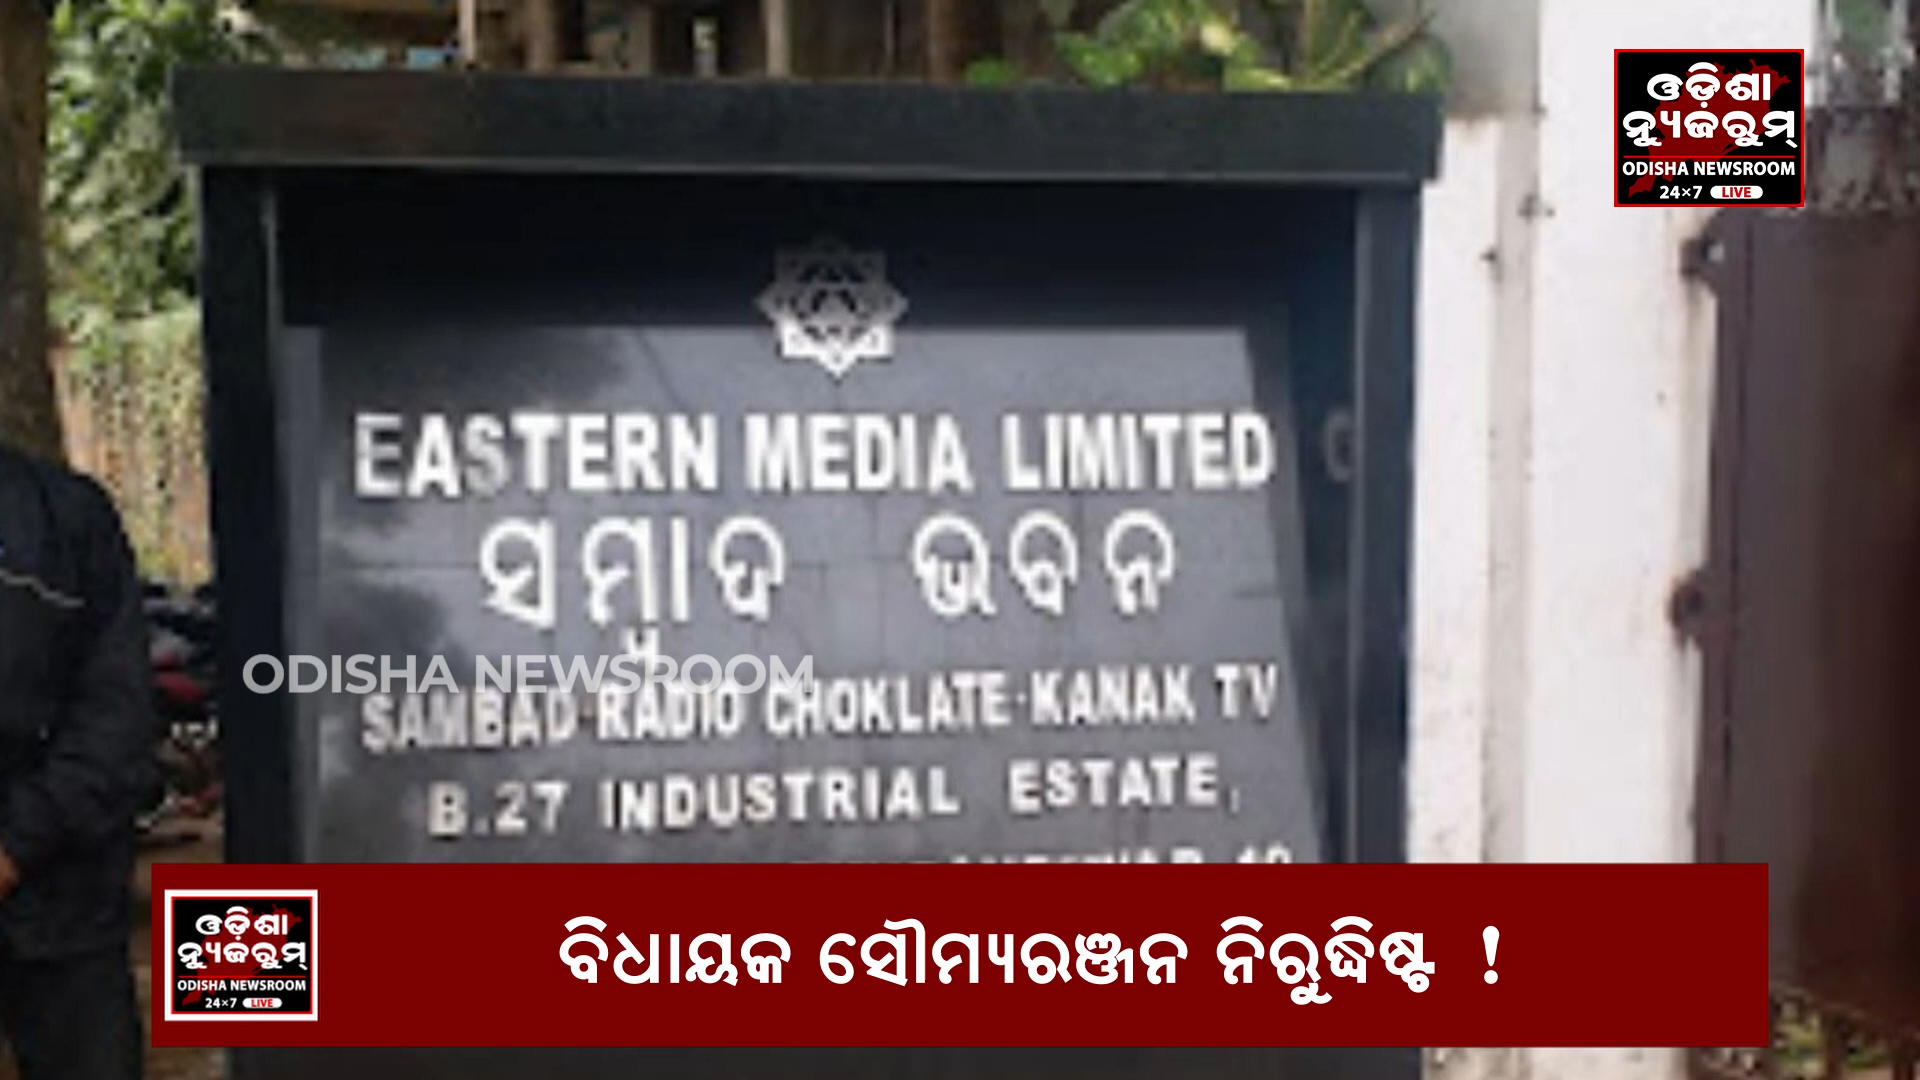 ଓଡ଼ିଶା
ନ୍ୟୁଜରୁମ୍
ODISHA NEWSROOM
24×7 LIVE
EASTERN MEDIA LIMITED
ସମ୍ବାଦ ଭବନ
ODISHA NEWSROOM
SAMBAD·RADIO CHOKLATE·KANAK TV
B.27 INDUSTRIAL ESTATE,
ବିଧାୟକ ସୌମ୍ୟରଞ୍ଜନ ନିରୁଦ୍ଧିଷ୍ଟ !
ଓଡ଼ିଶା
ନ୍ୟୁଜରୁମ୍
ODISHA NEWSROOM
24×7 LIVE